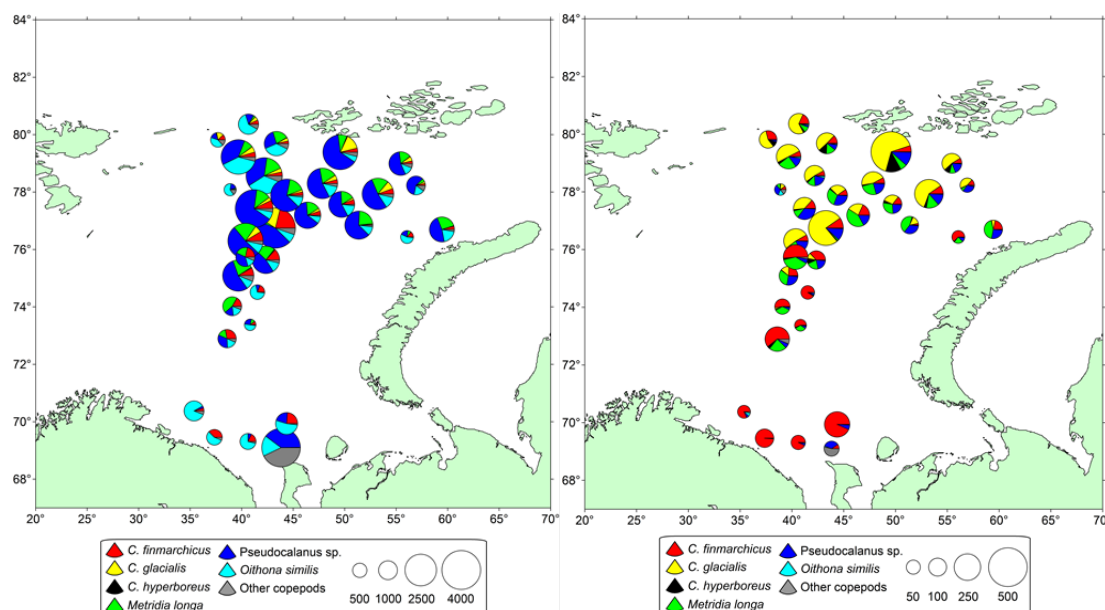 84°
82°
80°
78°
76°
74°
72°
70°
68°
20° 25° 30° 35° 40° 45° 50° 55° 60° 65° 70°
C. finmarchicus
C. glacialis
C. hyperboreus
Metridia longa
Pseudocalanus sp.
Oithona similis
Other copepods
500 1000 2500 4000
84°
82°
80°
78°
76°
74°
72°
70°
68°
20° 25° 30° 35° 40° 45° 50° 55° 60° 65° 70°
C. finmarchicus
C. glacialis
C. hyperboreus
Metridia longa
Pseudocalanus sp.
Oithona similis
Other copepods
50 100 250 500